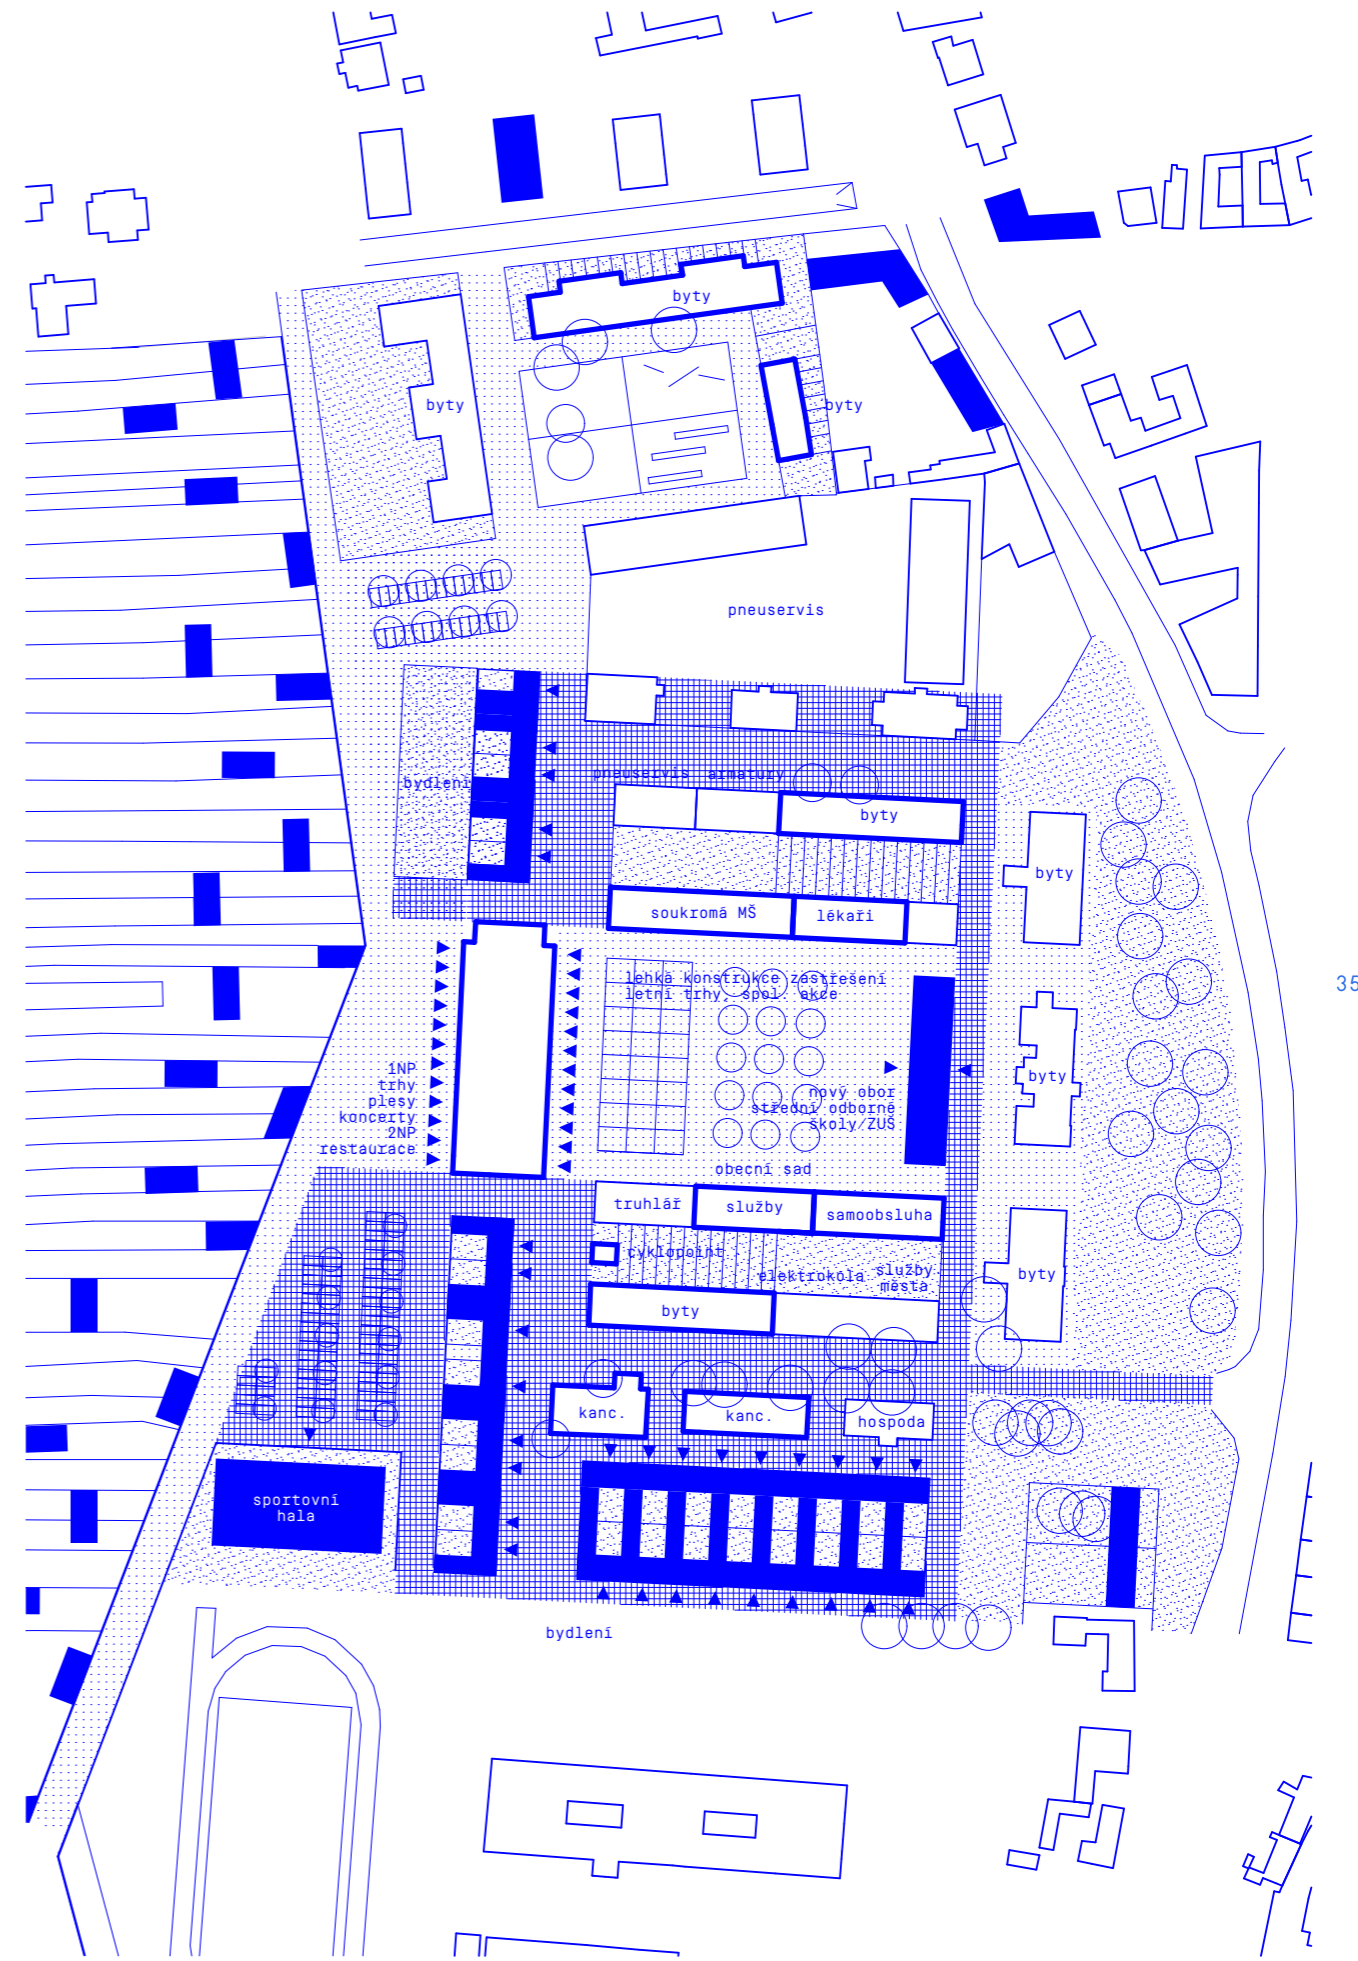 byty
byty
byty
pneuservis
bydlení
pneuservis armatury
byty
soukromá MŠ
lékaři
byty
lehká konstrukce zastřešení
letní trhy, spol. akce
35
1NP
trhy
plesy
koncerty
2NP
restaurace
nový obor
střední odborné
školy/ZUŠ
byty
obecní sad
truhlář
služby
samoobsluha
cyklopoint
elektrokola
služby
města
byty
byty
kanc.
kanc.
hospoda
sportovní
hala
bydlení